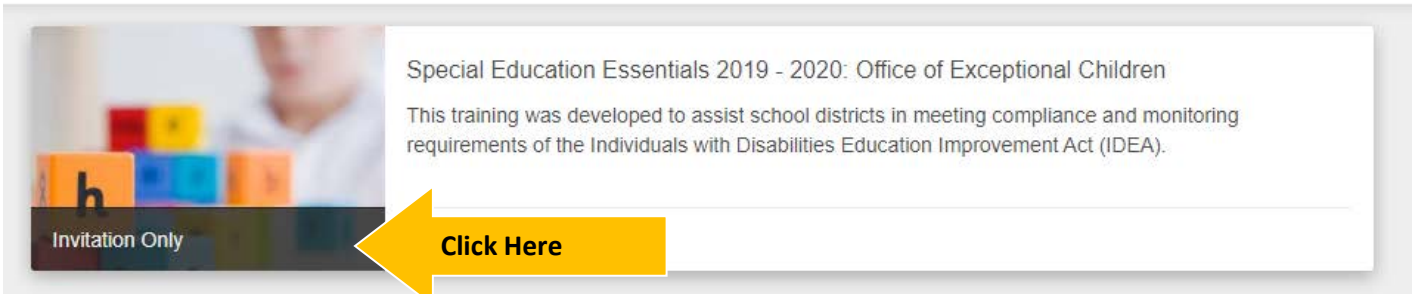 Special Education Essentials 2019 - 2020: Office of Exceptional Children
This training was developed to assist school districts in meeting compliance and monitoring
requirements of the Individuals with Disabilities Education Improvement Act (IDEA).
h
Invitation Only
Click Here